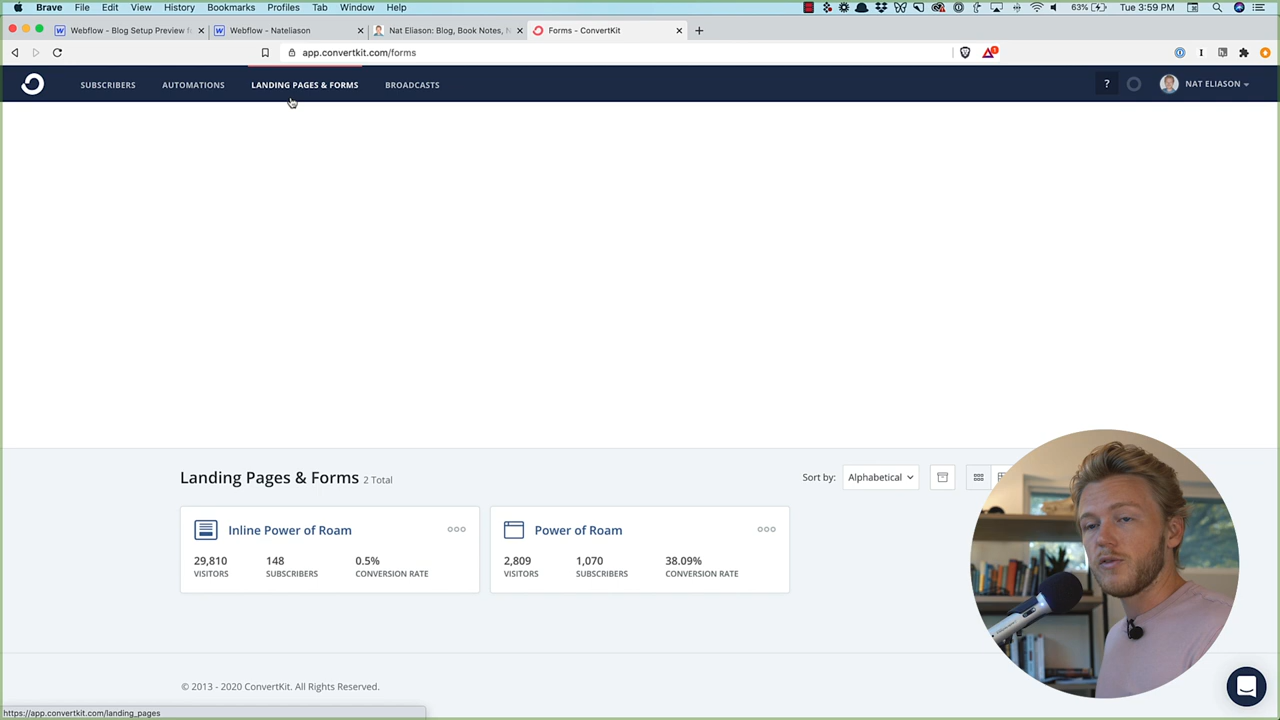 Brave File Edit View History Bookmarks Profiles Tab Window Help 63% Tue 3:59 PM
Webflow - Blog Setup Preview f Webflow - Nateliason Nat Eliason: Blog, Book Notes, Forms - ConvertKit
app.convertkit.com/forms 1
SUBSCRIBERS AUTOMATIONS LANDING PAGES & FORMS BROADCASTS ? NAT ELIASON
Landing Pages & Forms 2 Total Sort by: Alphabetical
Inline Power of Roam
29,810 148 0.5%
VISITORS SUBSCRIBERS CONVERSION RATE
Power of Roam
2,809 1,070 38.09%
VISITORS SUBSCRIBERS CONVERSION RATE
© 2013 - 2020 ConvertKit. All Rights Reserved.
https://app.convertkit.com/landing_pages